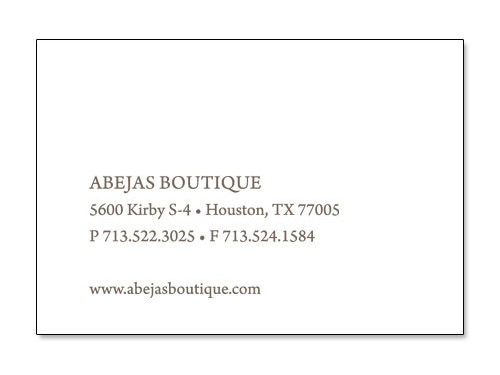 ABEJAS BOUTIQUE
5600 Kirby S-4 • Houston, TX 77005
P 713.522.3025 • F 713.524.1584
www.abejasboutique.com